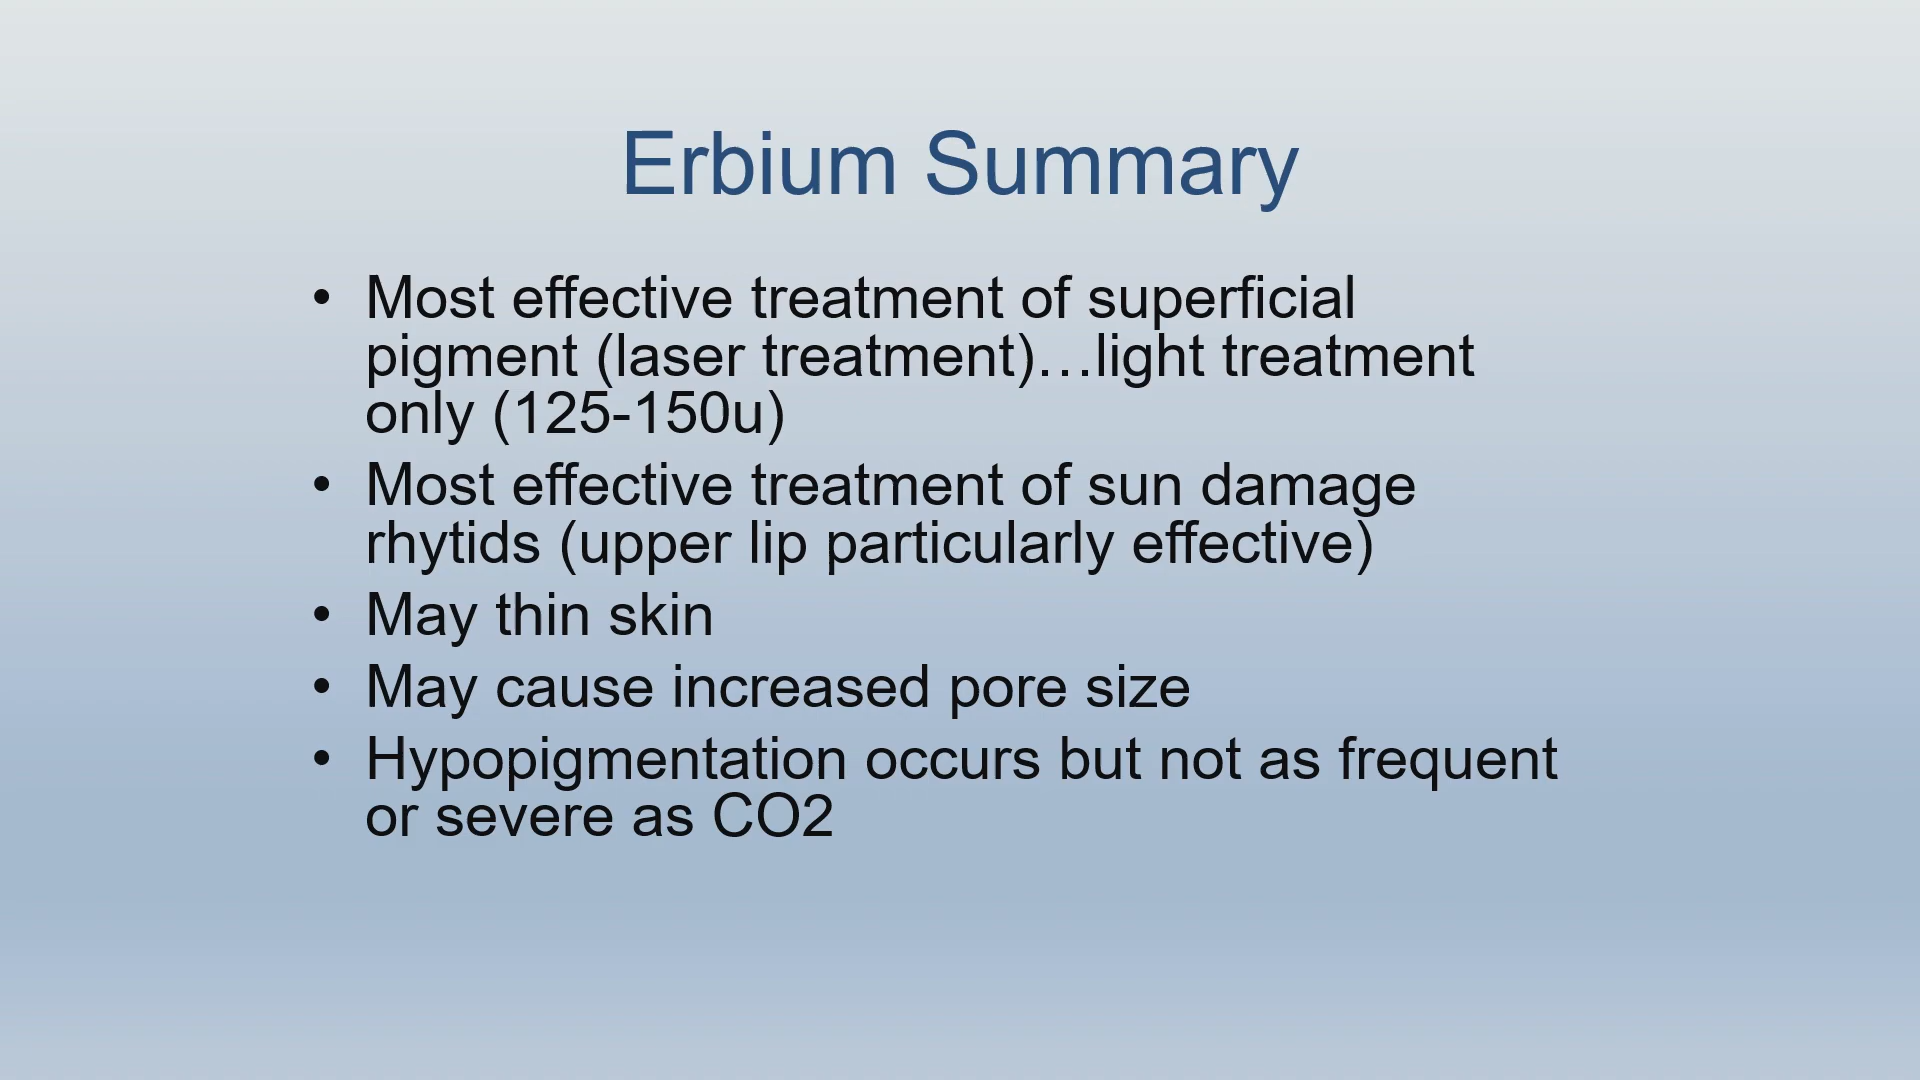 Erbium Summary
• Most effective treatment of superficial
pigment (laser treatment)…light treatment
only (125-150u)
• Most effective treatment of sun damage
rhytids (upper lip particularly effective)
• May thin skin
• May cause increased pore size
• Hypopigmentation occurs but not as frequent
or severe as CO2